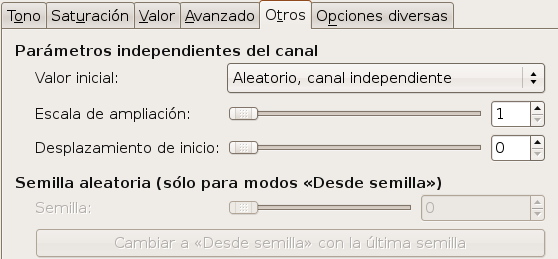 Tono Saturación Valor Avanzado Otros Opciones diversas
Parámetros independientes del canal
Valor inicial: Aleatorio, canal independiente
Escala de ampliación: 1
Desplazamiento de inicio: 0
Semilla aleatoria (sólo para modos «Desde semilla»)
Semilla: 0
Cambiar a «Desde semilla» con la última semilla